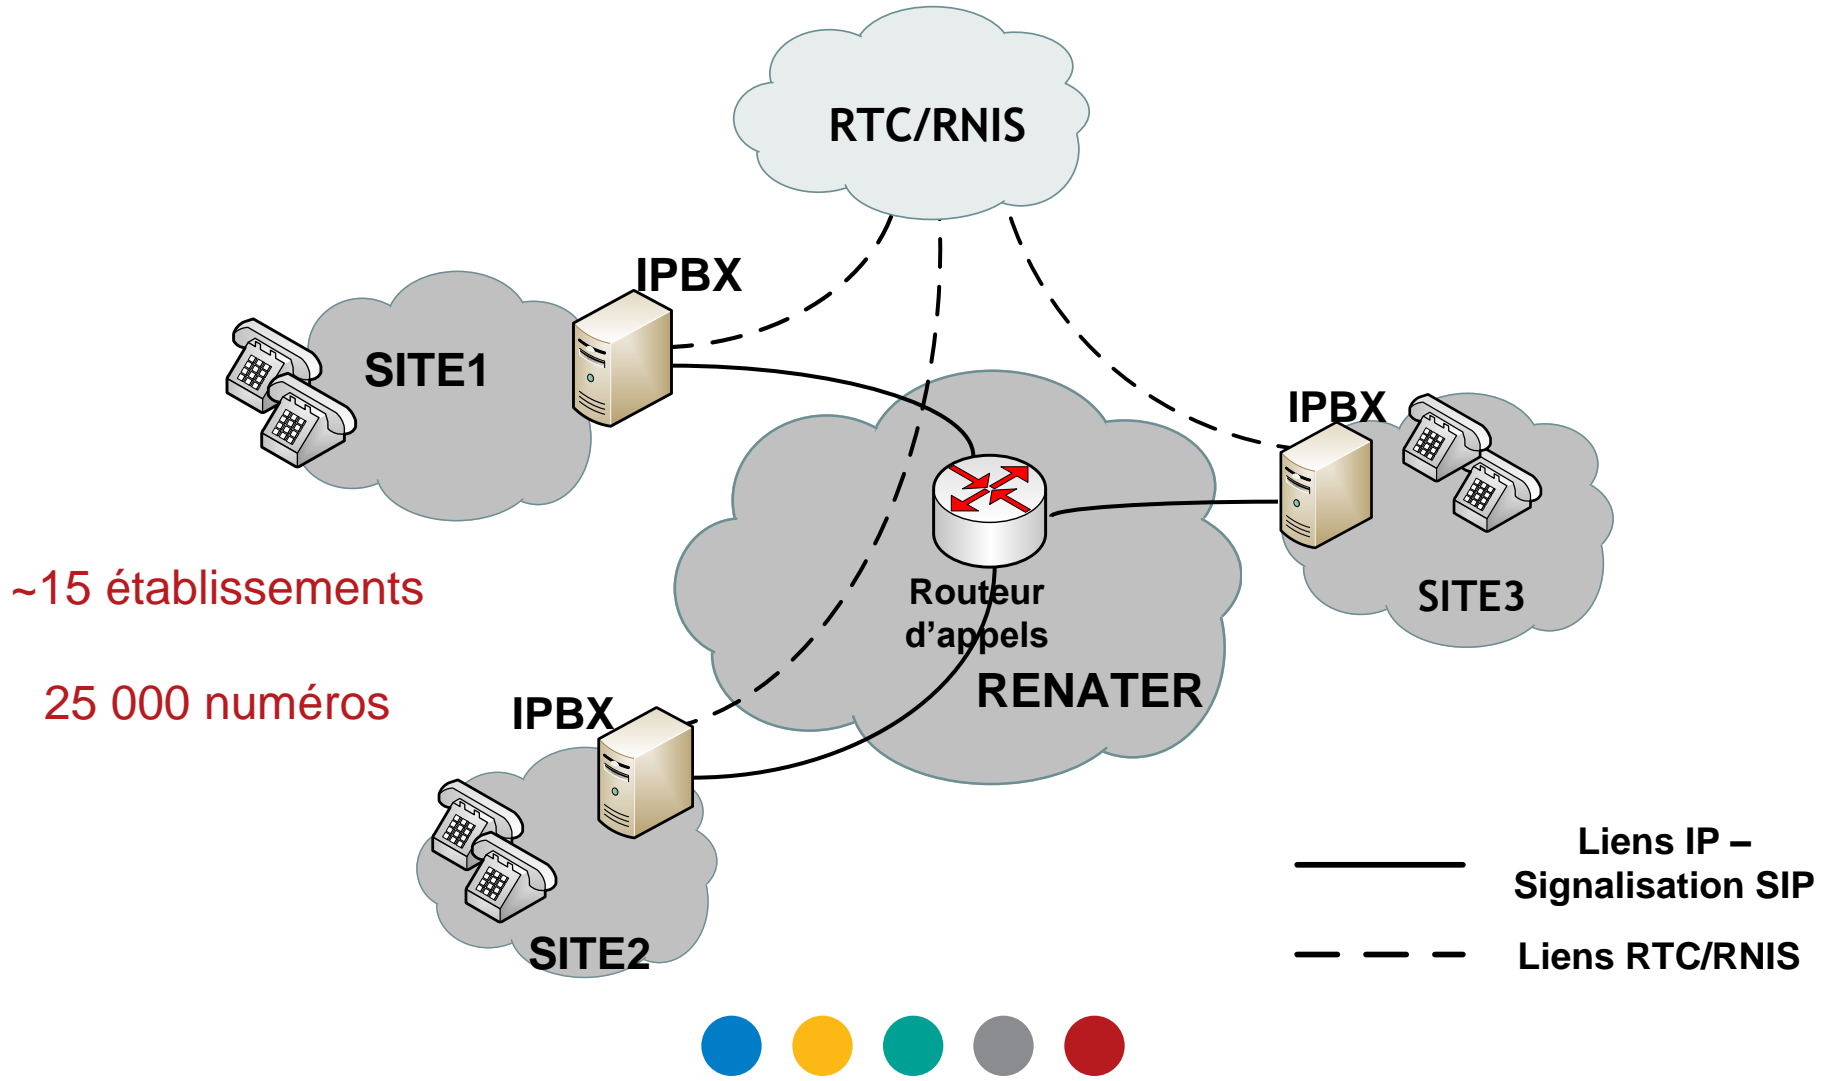 RTC/RNIS
IPBX
SITE1
IPBX
SITE3
~15 établissements
25 000 numéros
Routeur
d’appels
RENATER
IPBX
SITE2
Liens IP –
Signalisation SIP
Liens RTC/RNIS